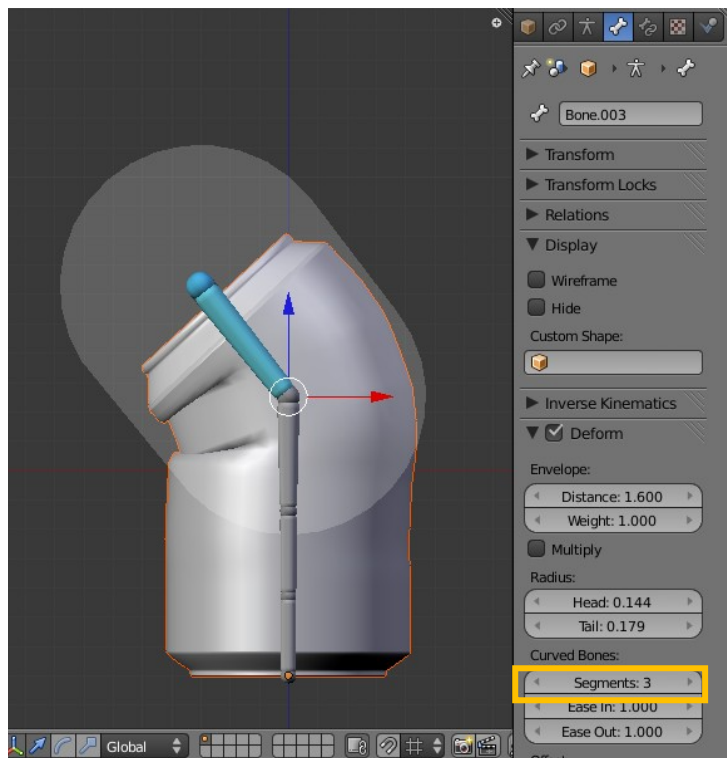 Bone.003
Transform
Transform Locks
Relations
Display
Wireframe
Hide
Custom Shape:
Inverse Kinematics
Deform
Envelope:
Distance: 1.600
Weight: 1.000
Multiply
Radius:
Head: 0.144
Tail: 0.179
Curved Bones:
Segments: 3
Ease In: 1.000
Ease Out: 1.000
Global